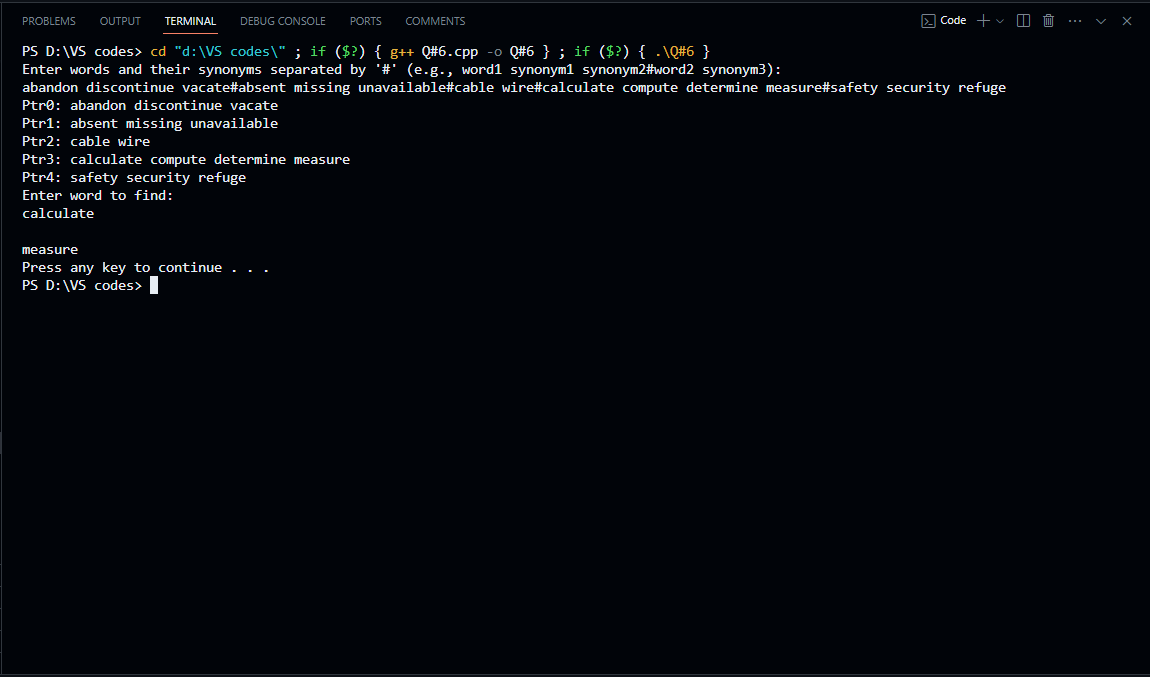 PROBLEMS OUTPUT TERMINAL DEBUG CONSOLE PORTS COMMENTS Code
PS D:\VS codes> cd "d:\VS codes\" ; if ($?) { g++ Q#6.cpp -o Q#6 } ; if ($?) { .\Q#6 }
Enter words and their synonyms separated by '#' (e.g., word1 synonym1 synonym2#word2 synonym3):
abandon discontinue vacate#absent missing unavailable#cable wire#calculate compute determine measure#safety security refuge
Ptr0: abandon discontinue vacate
Ptr1: absent missing unavailable
Ptr2: cable wire
Ptr3: calculate compute determine measure
Ptr4: safety security refuge
Enter word to find:
calculate
measure
Press any key to continue . . .
PS D:\VS codes>